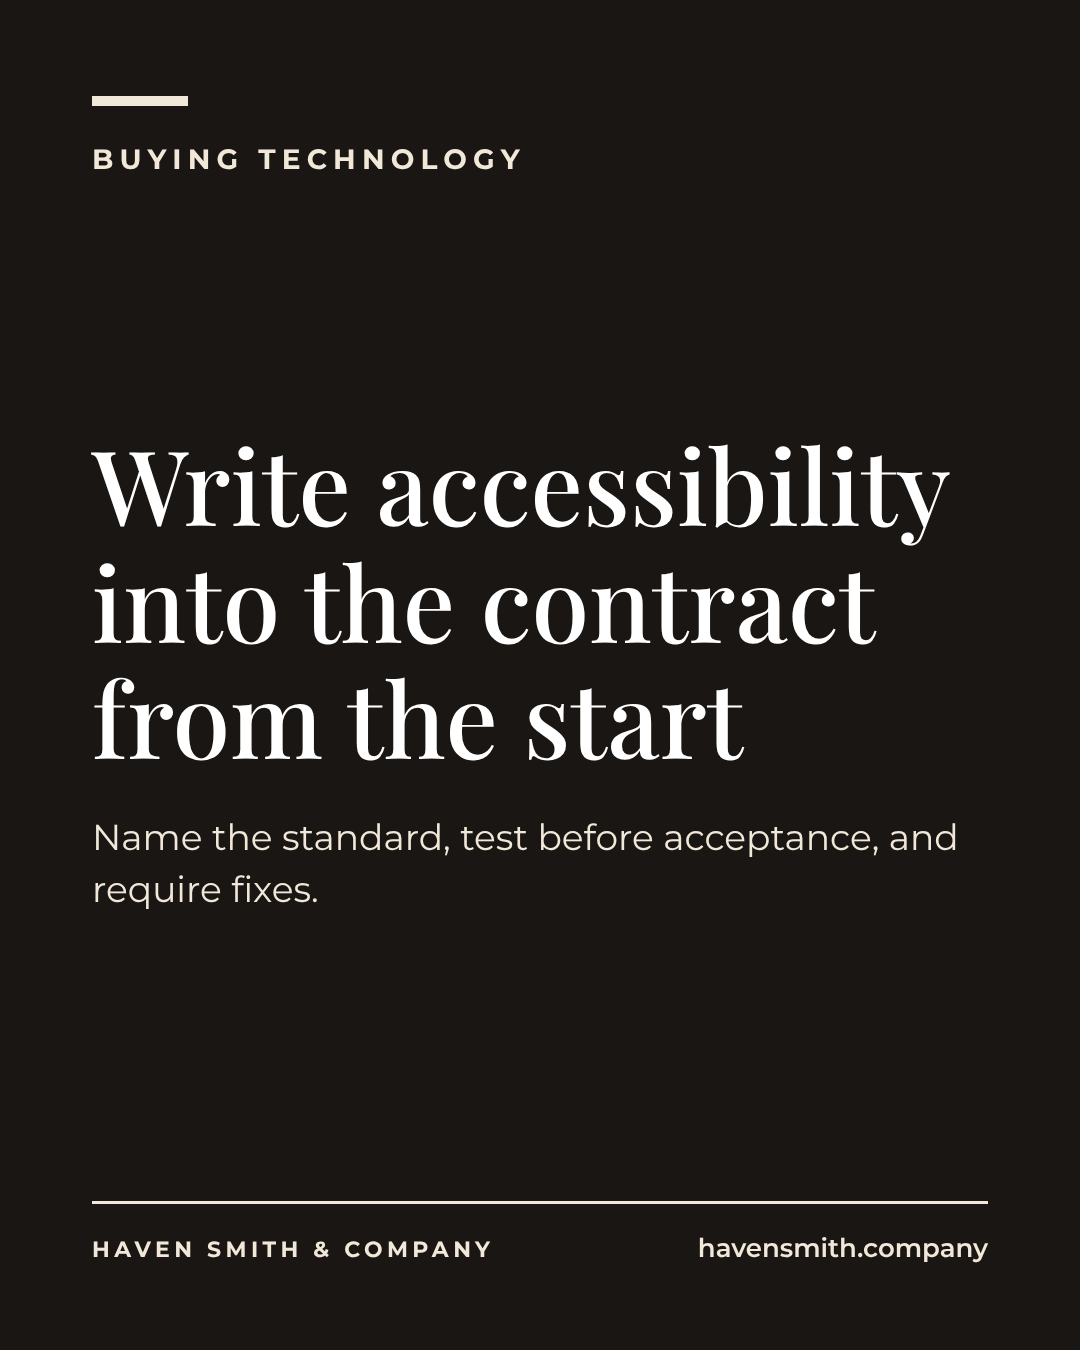 BUYING TECHNOLOGY
Write accessibility
into the contract
from the start
Name the standard, test before acceptance, and
require fixes.
HAVEN SMITH & COMPANY
havensmith.company